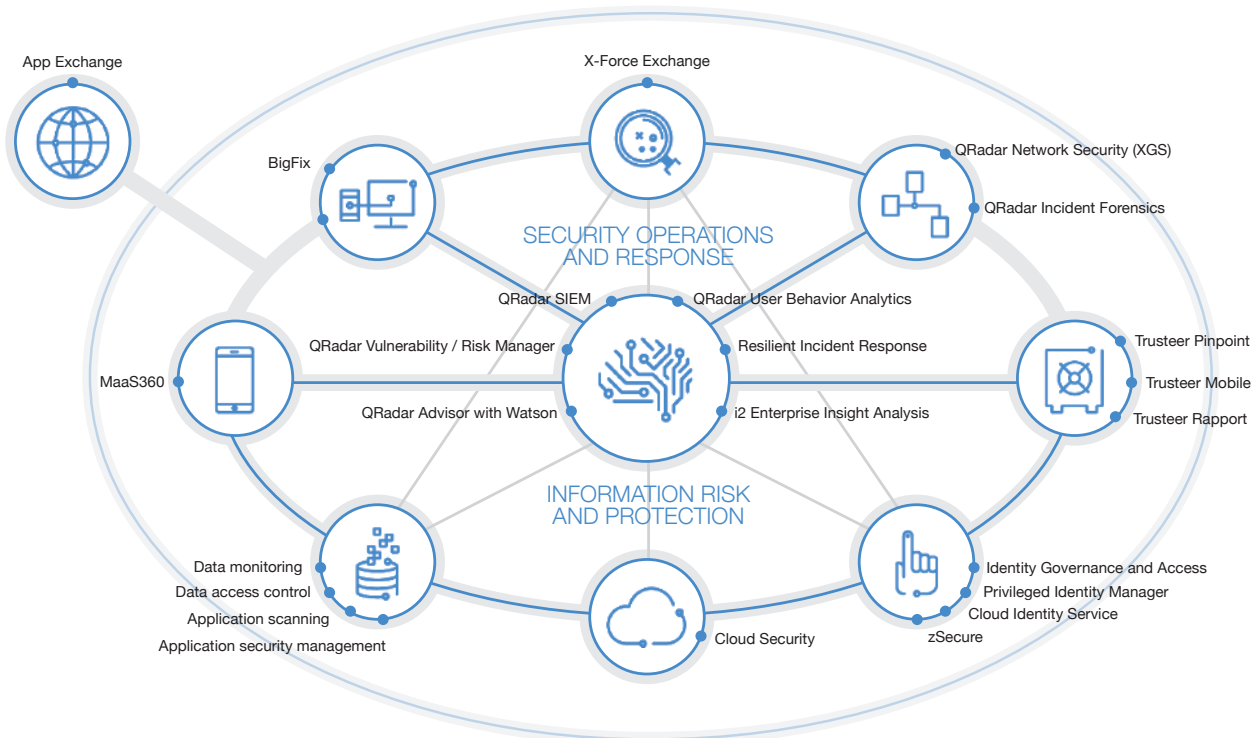 App Exchange
X-Force Exchange
BigFix
QRadar Network Security (XGS)
QRadar Incident Forensics
SECURITY OPERATIONS
AND RESPONSE
QRadar SIEM
QRadar User Behavior Analytics
QRadar Vulnerability / Risk Manager
Resilient Incident Response
Trusteer Pinpoint
MaaS360
Trusteer Mobile
QRadar Advisor with Watson
i2 Enterprise Insight Analysis
Trusteer Rapport
INFORMATION RISK
AND PROTECTION
Data monitoring
Identity Governance and Access
Data access control
Privileged Identity Manager
Application scanning
Cloud Identity Service
Application security management
Cloud Security
zSecure